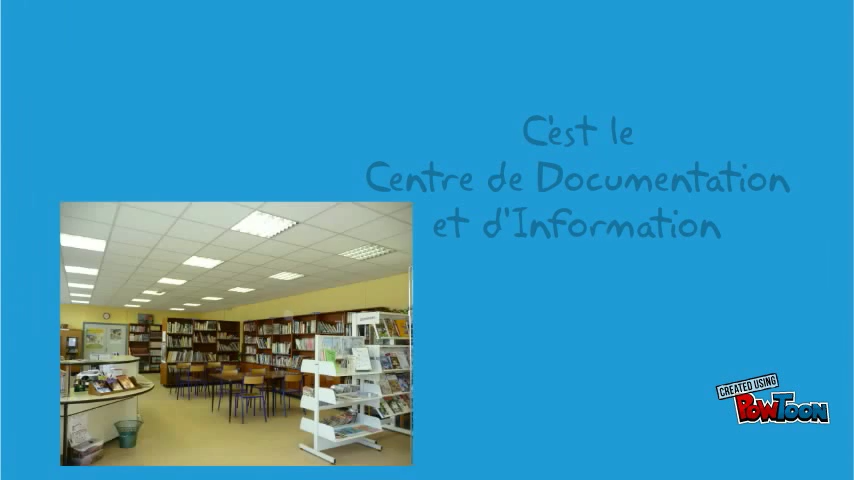 C'est le
Centre de Documentation
et d'Information
CREATED USING
POWTOON